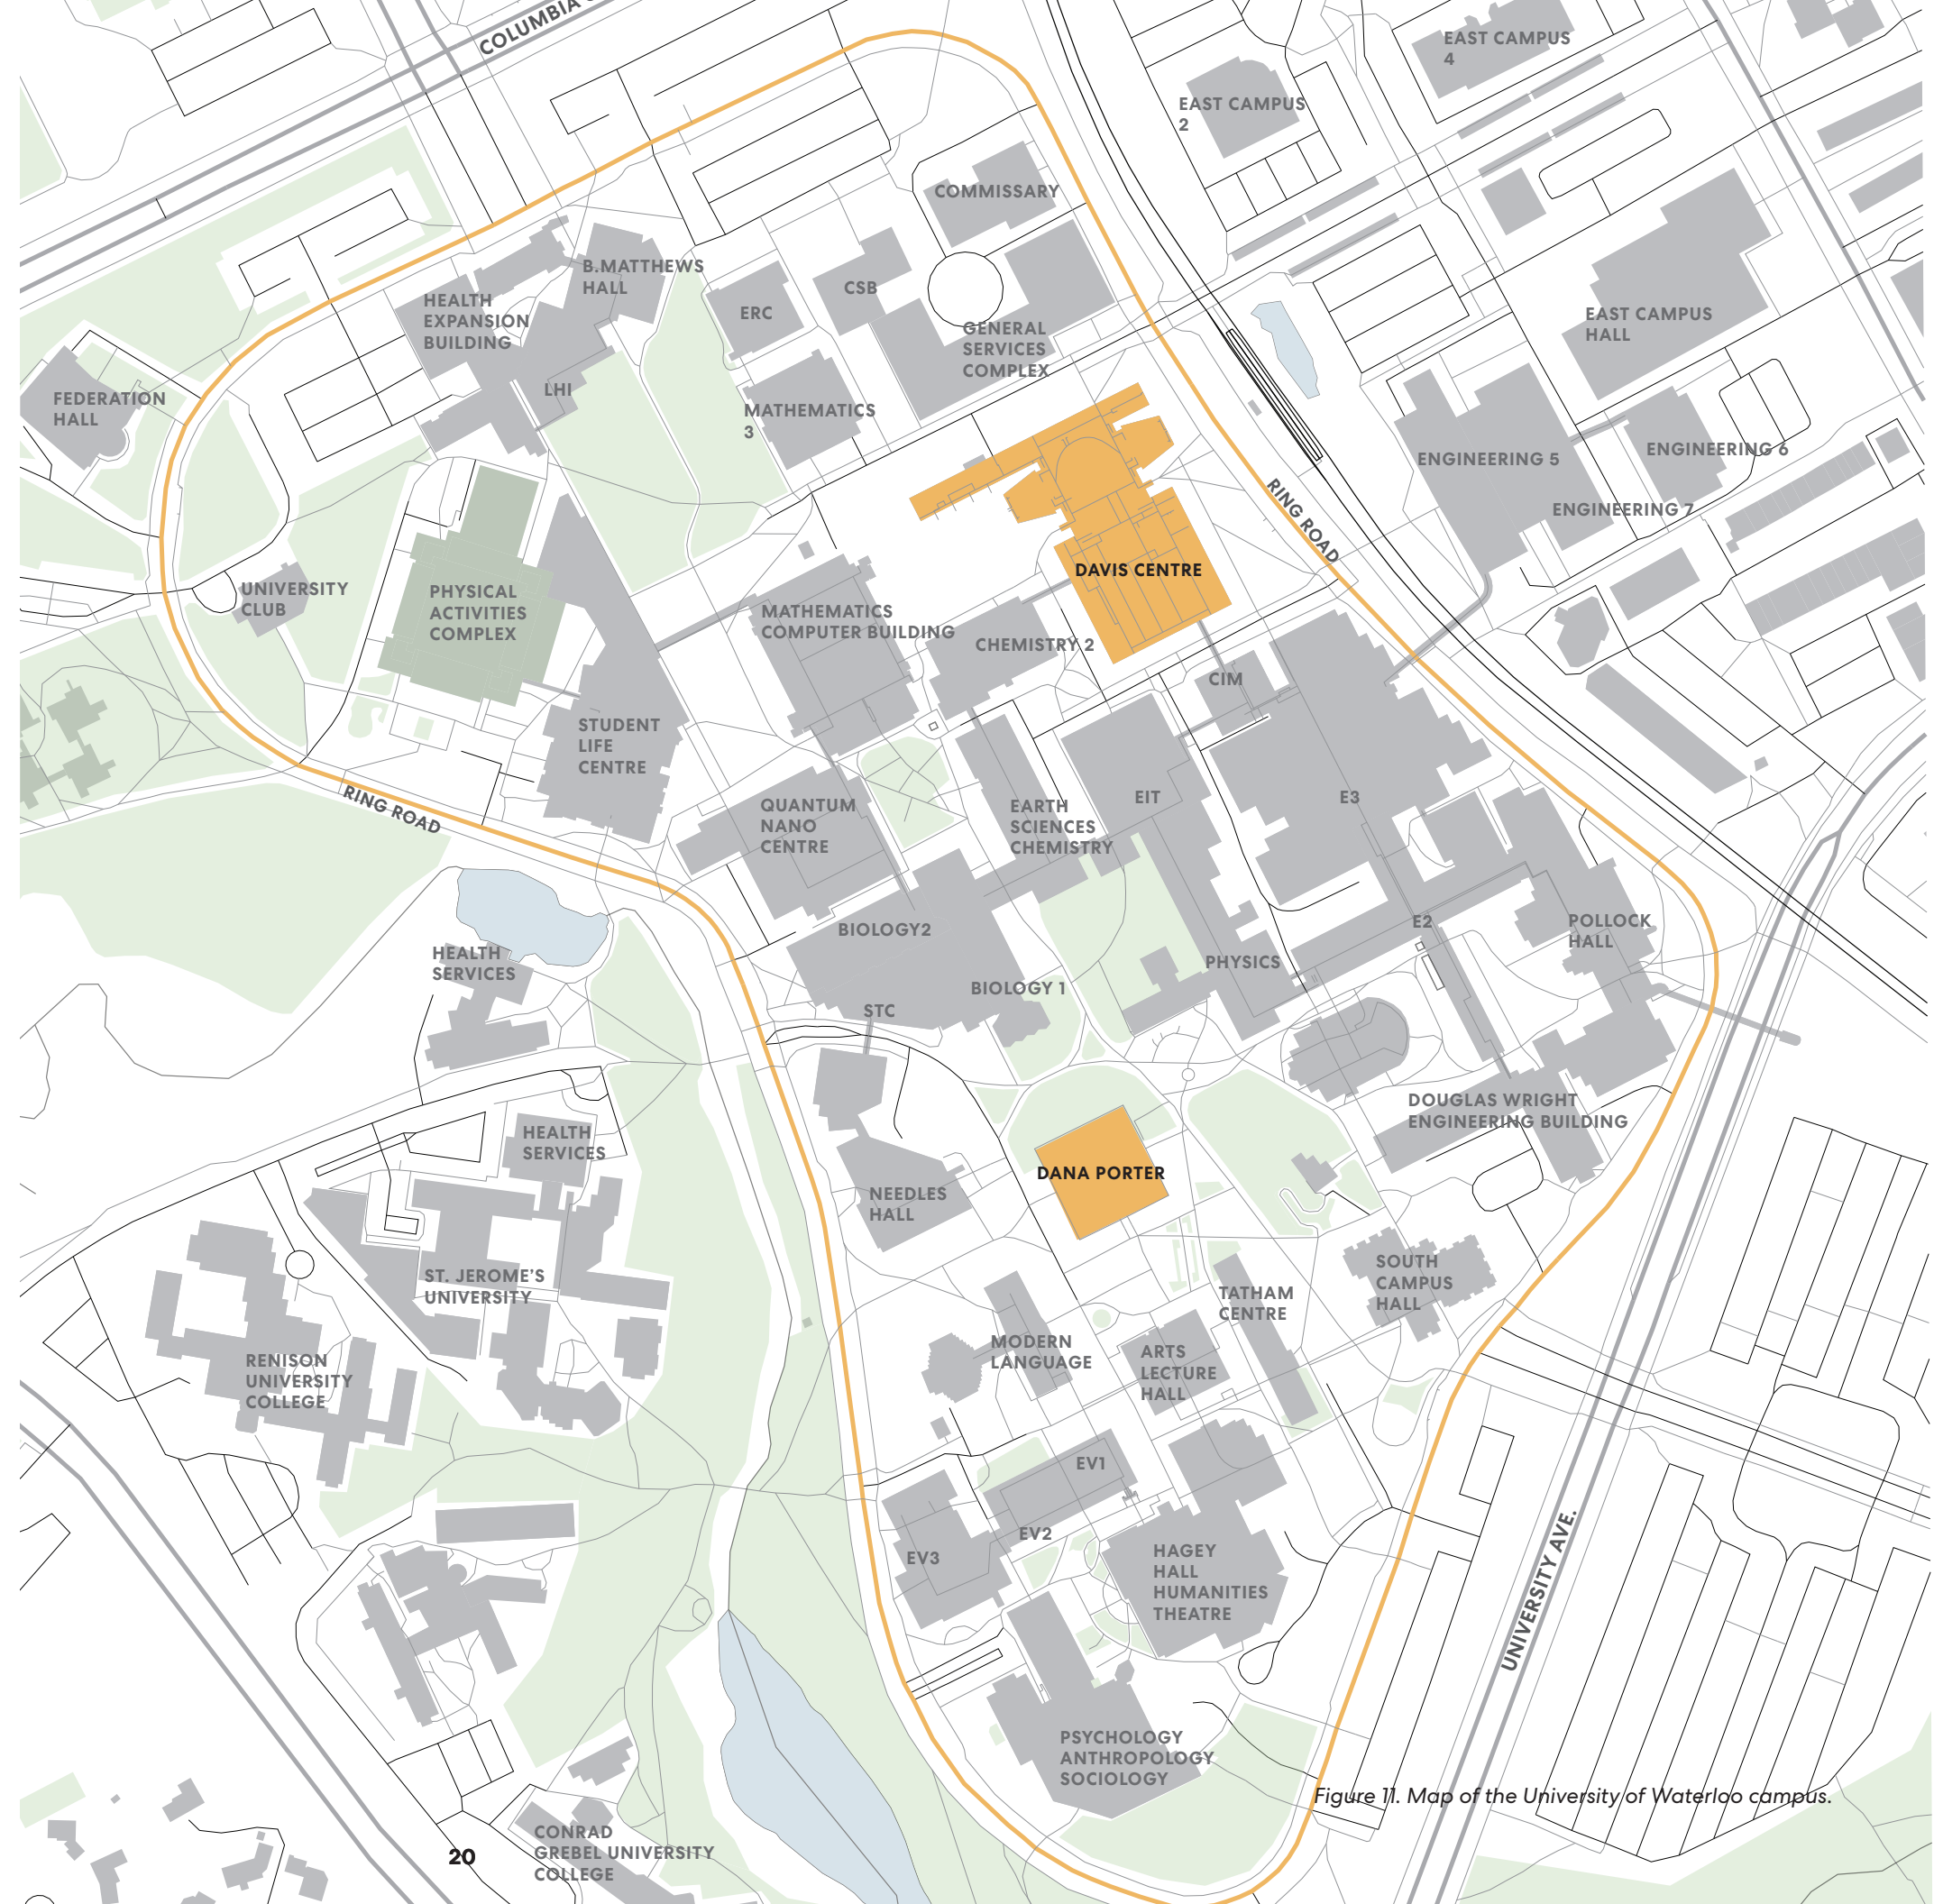 COLUMBIA
EAST CAMPUS
4
EAST CAMPUS
2
COMMISSARY
B.MATTHEWS
HALL
HEALTH
EXPANSION
BUILDING
ERC
CSB
GENERAL
SERVICES
COMPLEX
EAST CAMPUS
HALL
LHI
FEDERATION
HALL
MATHEMATICS
3
ENGINEERING 5
ENGINEERING 6
ENGINEERING 7
RING ROAD
DAVIS CENTRE
UNIVERSITY
CLUB
PHYSICAL
ACTIVITIES
COMPLEX
MATHEMATICS
COMPUTER BUILDING
CHEMISTRY 2
CIM
STUDENT
LIFE
CENTRE
RING ROAD
QUANTUM
NANO
CENTRE
EARTH
SCIENCES
CHEMISTRY
EIT
E3
BIOLOGY2
E2
POLLOCK
HALL
HEALTH
SERVICES
PHYSICS
BIOLOGY 1
STC
DOUGLAS WRIGHT
ENGINEERING BUILDING
HEALTH
SERVICES
DANA PORTER
NEEDLES
HALL
ST. JEROME'S
UNIVERSITY
SOUTH
CAMPUS
HALL
TATHAM
CENTRE
MODERN
LANGUAGE
ARTS
LECTURE
HALL
RENISON
UNIVERSITY
COLLEGE
EV1
EV2
EV3
HAGEY
HALL
HUMANITIES
THEATRE
UNIVERSITY AVE.
PSYCHOLOGY
ANTHROPOLOGY
SOCIOLOGY
Figure 11. Map of the University of Waterloo campus.
CONRAD
GREBEL UNIVERSITY
COLLEGE
20